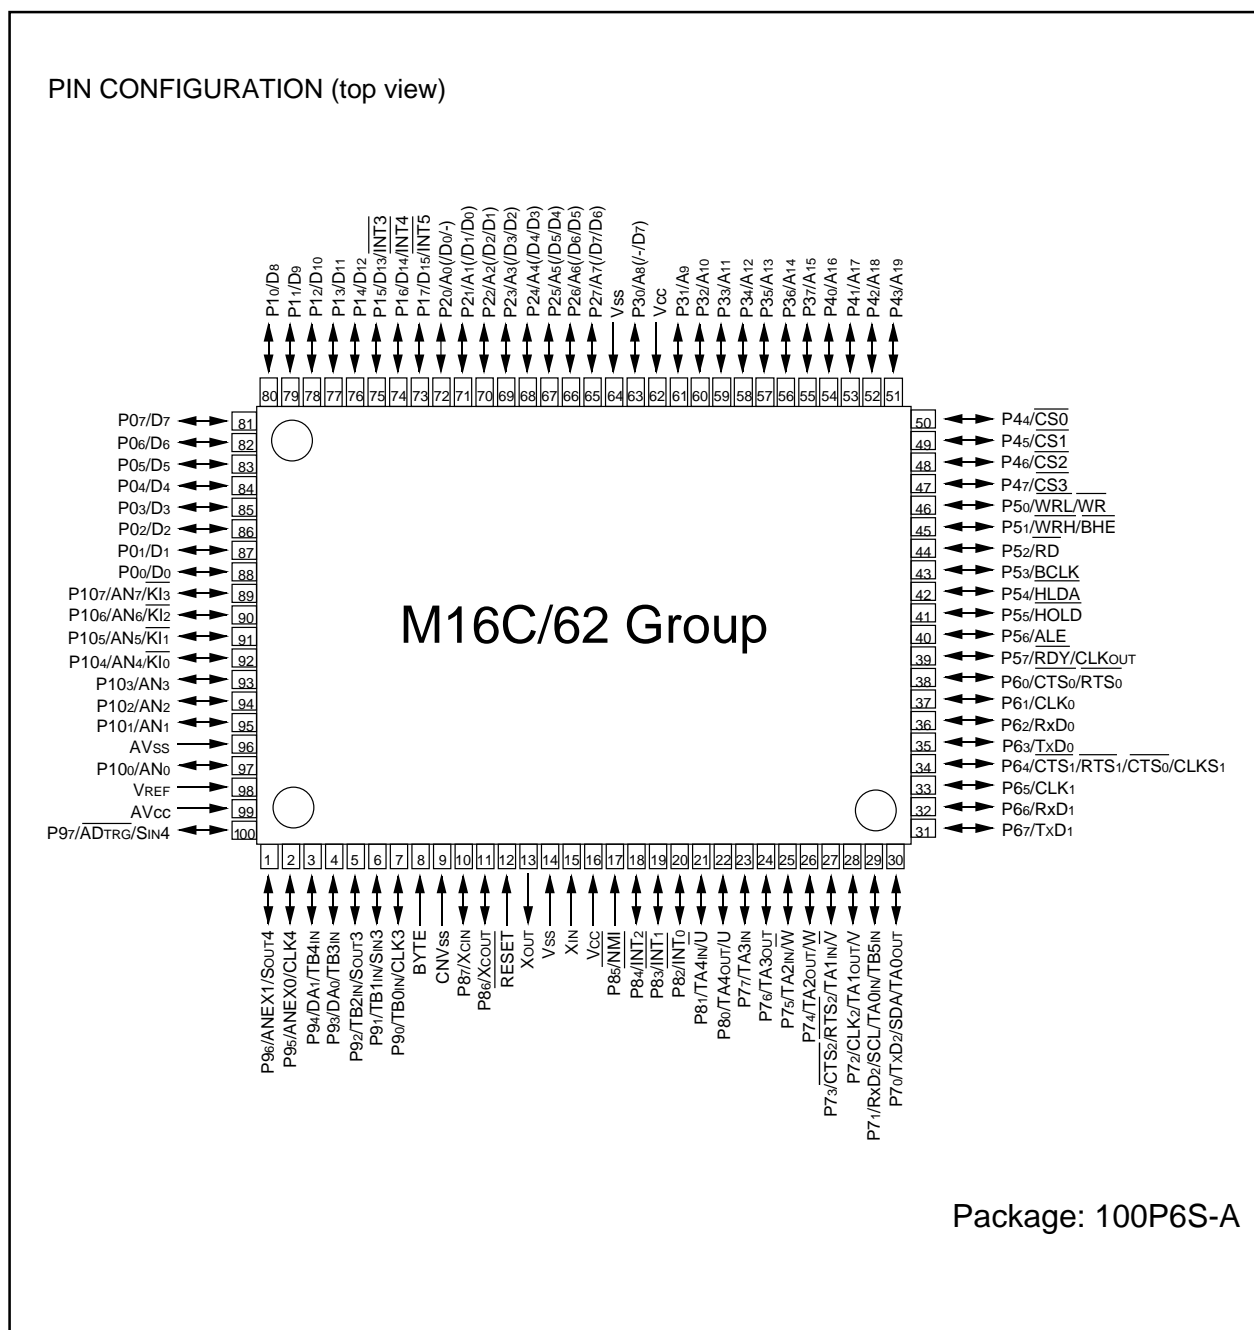 PIN CONFIGURATION (top view)
P10/D8
P11/D9
P12/D10
P13/D11
P14/D12
P15/D13/INT3
P16/D14/INT4
P17/D15/INT5
P20/A0(/D0/-)
P21/A1(/D1/D0)
P22/A2(/D2/D1)
P23/A3(/D3/D2)
P24/A4(/D4/D3)
P25/A5(/D5/D4)
P26/A6(/D6/D5)
P27/A7(/D7/D6)
Vss
P30/A8(-/D7)
Vcc
P31/A9
P32/A10
P33/A11
P34/A12
P35/A13
P36/A14
P37/A15
P40/A16
P41/A17
P42/A18
P43/A19
80 79 78 77 76 75 74 73 72 71 70 69 68 67 66 65 64 63 62 61 60 59 58 57 56 55 54 53 52 51
P07/D7 81
P06/D6 82
P05/D5 83
P04/D4 84
P03/D3 85
P02/D2 86
P01/D1 87
P00/D0 88
P107/AN7/KI3 89
P106/AN6/KI2 90
P105/AN5/KI1 91
P104/AN4/KI0 92
P103/AN3 93
P102/AN2 94
P101/AN1 95
AVss 96
P100/AN0 97
VREF 98
AVcc 99
P97/ADTRG/SIN4 100
M16C/62 Group
50 P44/CS0
49 P45/CS1
48 P46/CS2
47 P47/CS3
46 P50/WRL/WR
45 P51/WRH/BHE
44 P52/RD
43 P53/BCLK
42 P54/HLDA
41 P55/HOLD
40 P56/ALE
39 P57/RDY/CLKOUT
38 P60/CTS0/RTS0
37 P61/CLK0
36 P62/RxD0
35 P63/TxD0
34 P64/CTS1/RTS1/CTS0/CLKS1
33 P65/CLK1
32 P66/RxD1
31 P67/TxD1
1 2 3 4 5 6 7 8 9 10 11 12 13 14 15 16 17 18 19 20 21 22 23 24 25 26 27 28 29 30
P96/ANEX1/SOUT4
P95/ANEX0/CLK4
P94/DA1/TB4IN
P93/DA0/TB3IN
P92/TB2IN/SOUT3
P91/TB1IN/SIN3
P90/TB0IN/CLK3
BYTE
CNVss
P87/XCIN
P86/XCOUT
RESET
XOUT
Vss
XIN
Vcc
P85/NMI
P84/INT2
P83/INT1
P82/INT0
P81/TA4IN/U
P80/TA4OUT/U
P77/TA3IN
P76/TA3OUT
P75/TA2IN/W
P74/TA2OUT/W
P73/CTS2/RTS2/TA1IN/V
P72/CLK2/TA1OUT/V
P71/RxD2/SCL/TA0IN/TB5IN
P70/TxD2/SDA/TA0OUT
Package: 100P6S-A